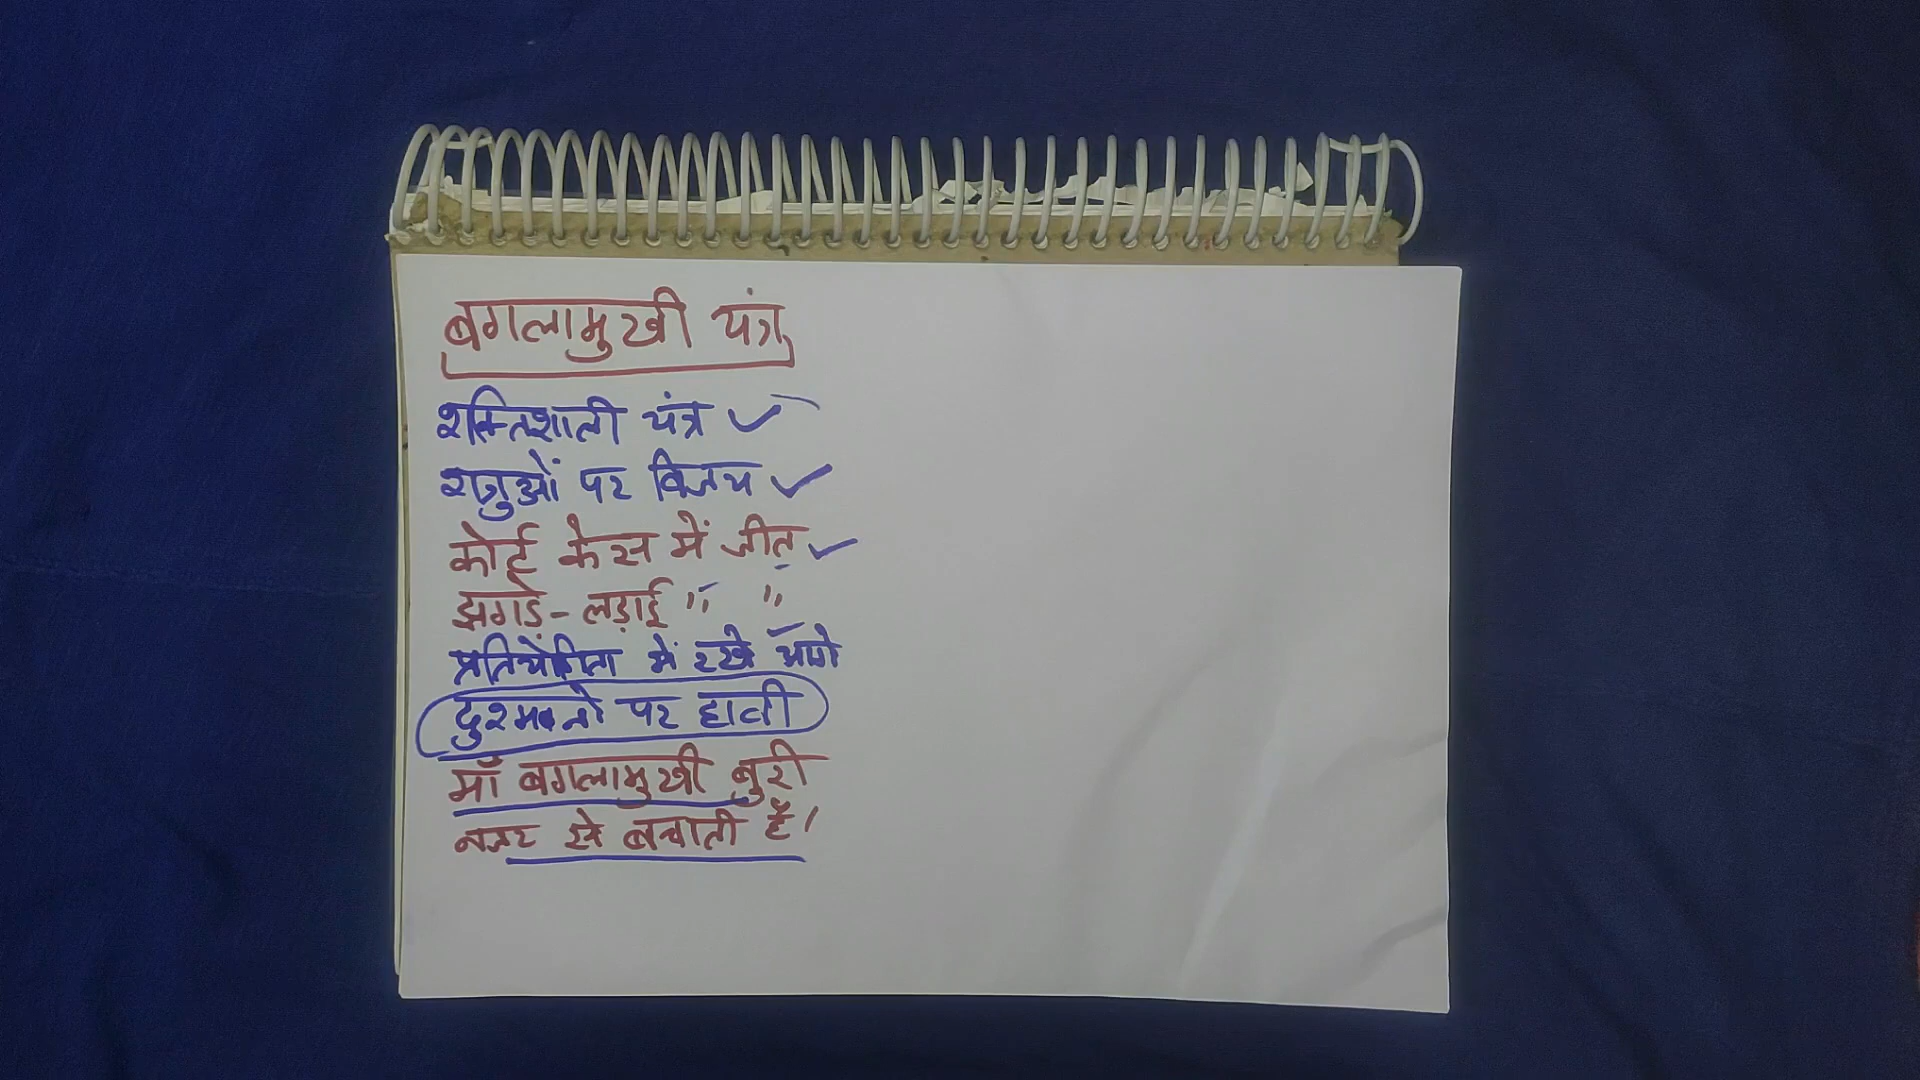 बगलामुखी यंत्र
शक्तिशाली यंत्र ✓
शत्रुओं पर विजय ✓
कोर्ट केस में जीत ✓
झगडे - लड़ाई " "
प्रतियोगिता में रखे आगे
दुश्मनो पर हावी
माँ बगलामुखी बुरी
नजर से बचाती है।